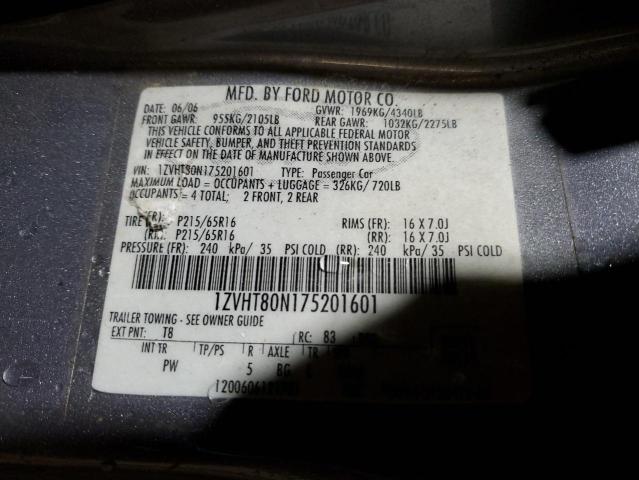 MFD. BY FORD MOTOR CO.
DATE: 06/06 GVWR: 1969KG/4340LB
FRONT GAWR: 955KG/2105LB REAR GAWR: 1032KG/2275LB
THIS VEHICLE CONFORMS TO ALL APPLICABLE FEDERAL MOTOR
VEHICLE SAFETY, BUMPER, AND THEFT PREVENTION STANDARDS
IN EFFECT ON THE DATE OF MANUFACTURE SHOWN ABOVE.
VIN: 1ZVHT80N175201601 TYPE: Passenger Car
MAXIMUM LOAD = OCCUPANTS + LUGGAGE = 326KG/720LB
OCCUPANTS = 4 TOTAL; 2 FRONT, 2 REAR
TIRE (FR): P215/65R16 RIMS (FR): 16 X 7.0J
(RR): P215/65R16 (RR): 16 X 7.0J
PRESSURE (FR): 240 kPa/ 35 PSI COLD (RR): 240 kPa/ 35 PSI COLD
1ZVHT80N175201601
TRAILER TOWING - SEE OWNER GUIDE
EXT PNT: T8 RC: 83
INT TR TP/PS R AXLE TR
PW 5 BG